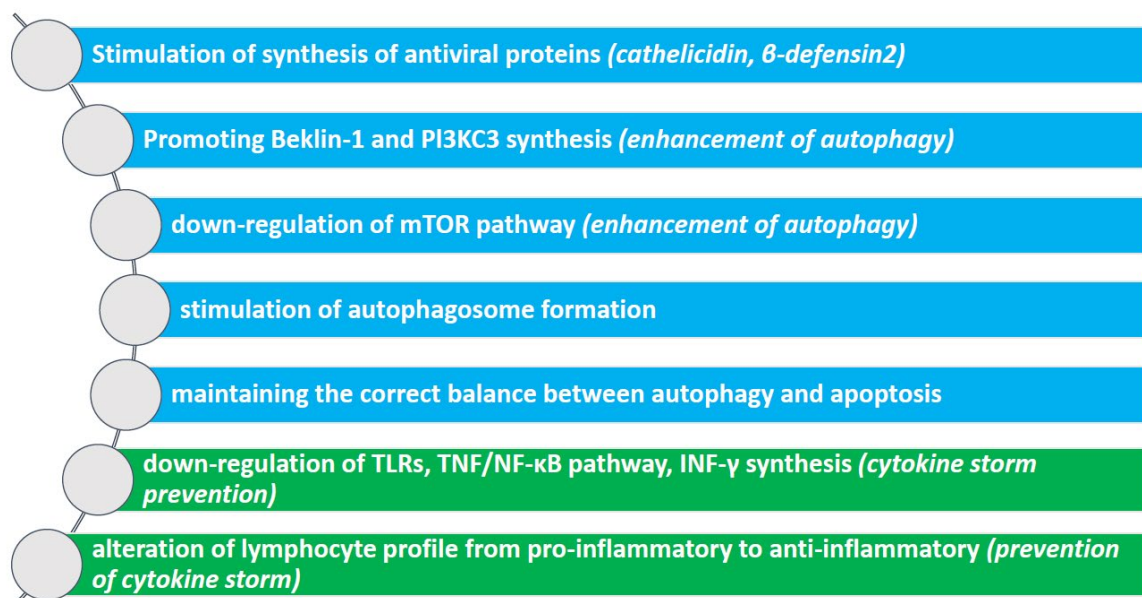 Stimulation of synthesis of antiviral proteins (cathelicidin, β-defensin2)
Promoting Beklin-1 and PI3KC3 synthesis (enhancement of autophagy)
down-regulation of mTOR pathway (enhancement of autophagy)
stimulation of autophagosome formation
maintaining the correct balance between autophagy and apoptosis
down-regulation of TLRs, TNF/NF-κB pathway, INF-γ synthesis (cytokine storm
prevention)
alteration of lymphocyte profile from pro-inflammatory to anti-inflammatory (prevention
of cytokine storm)